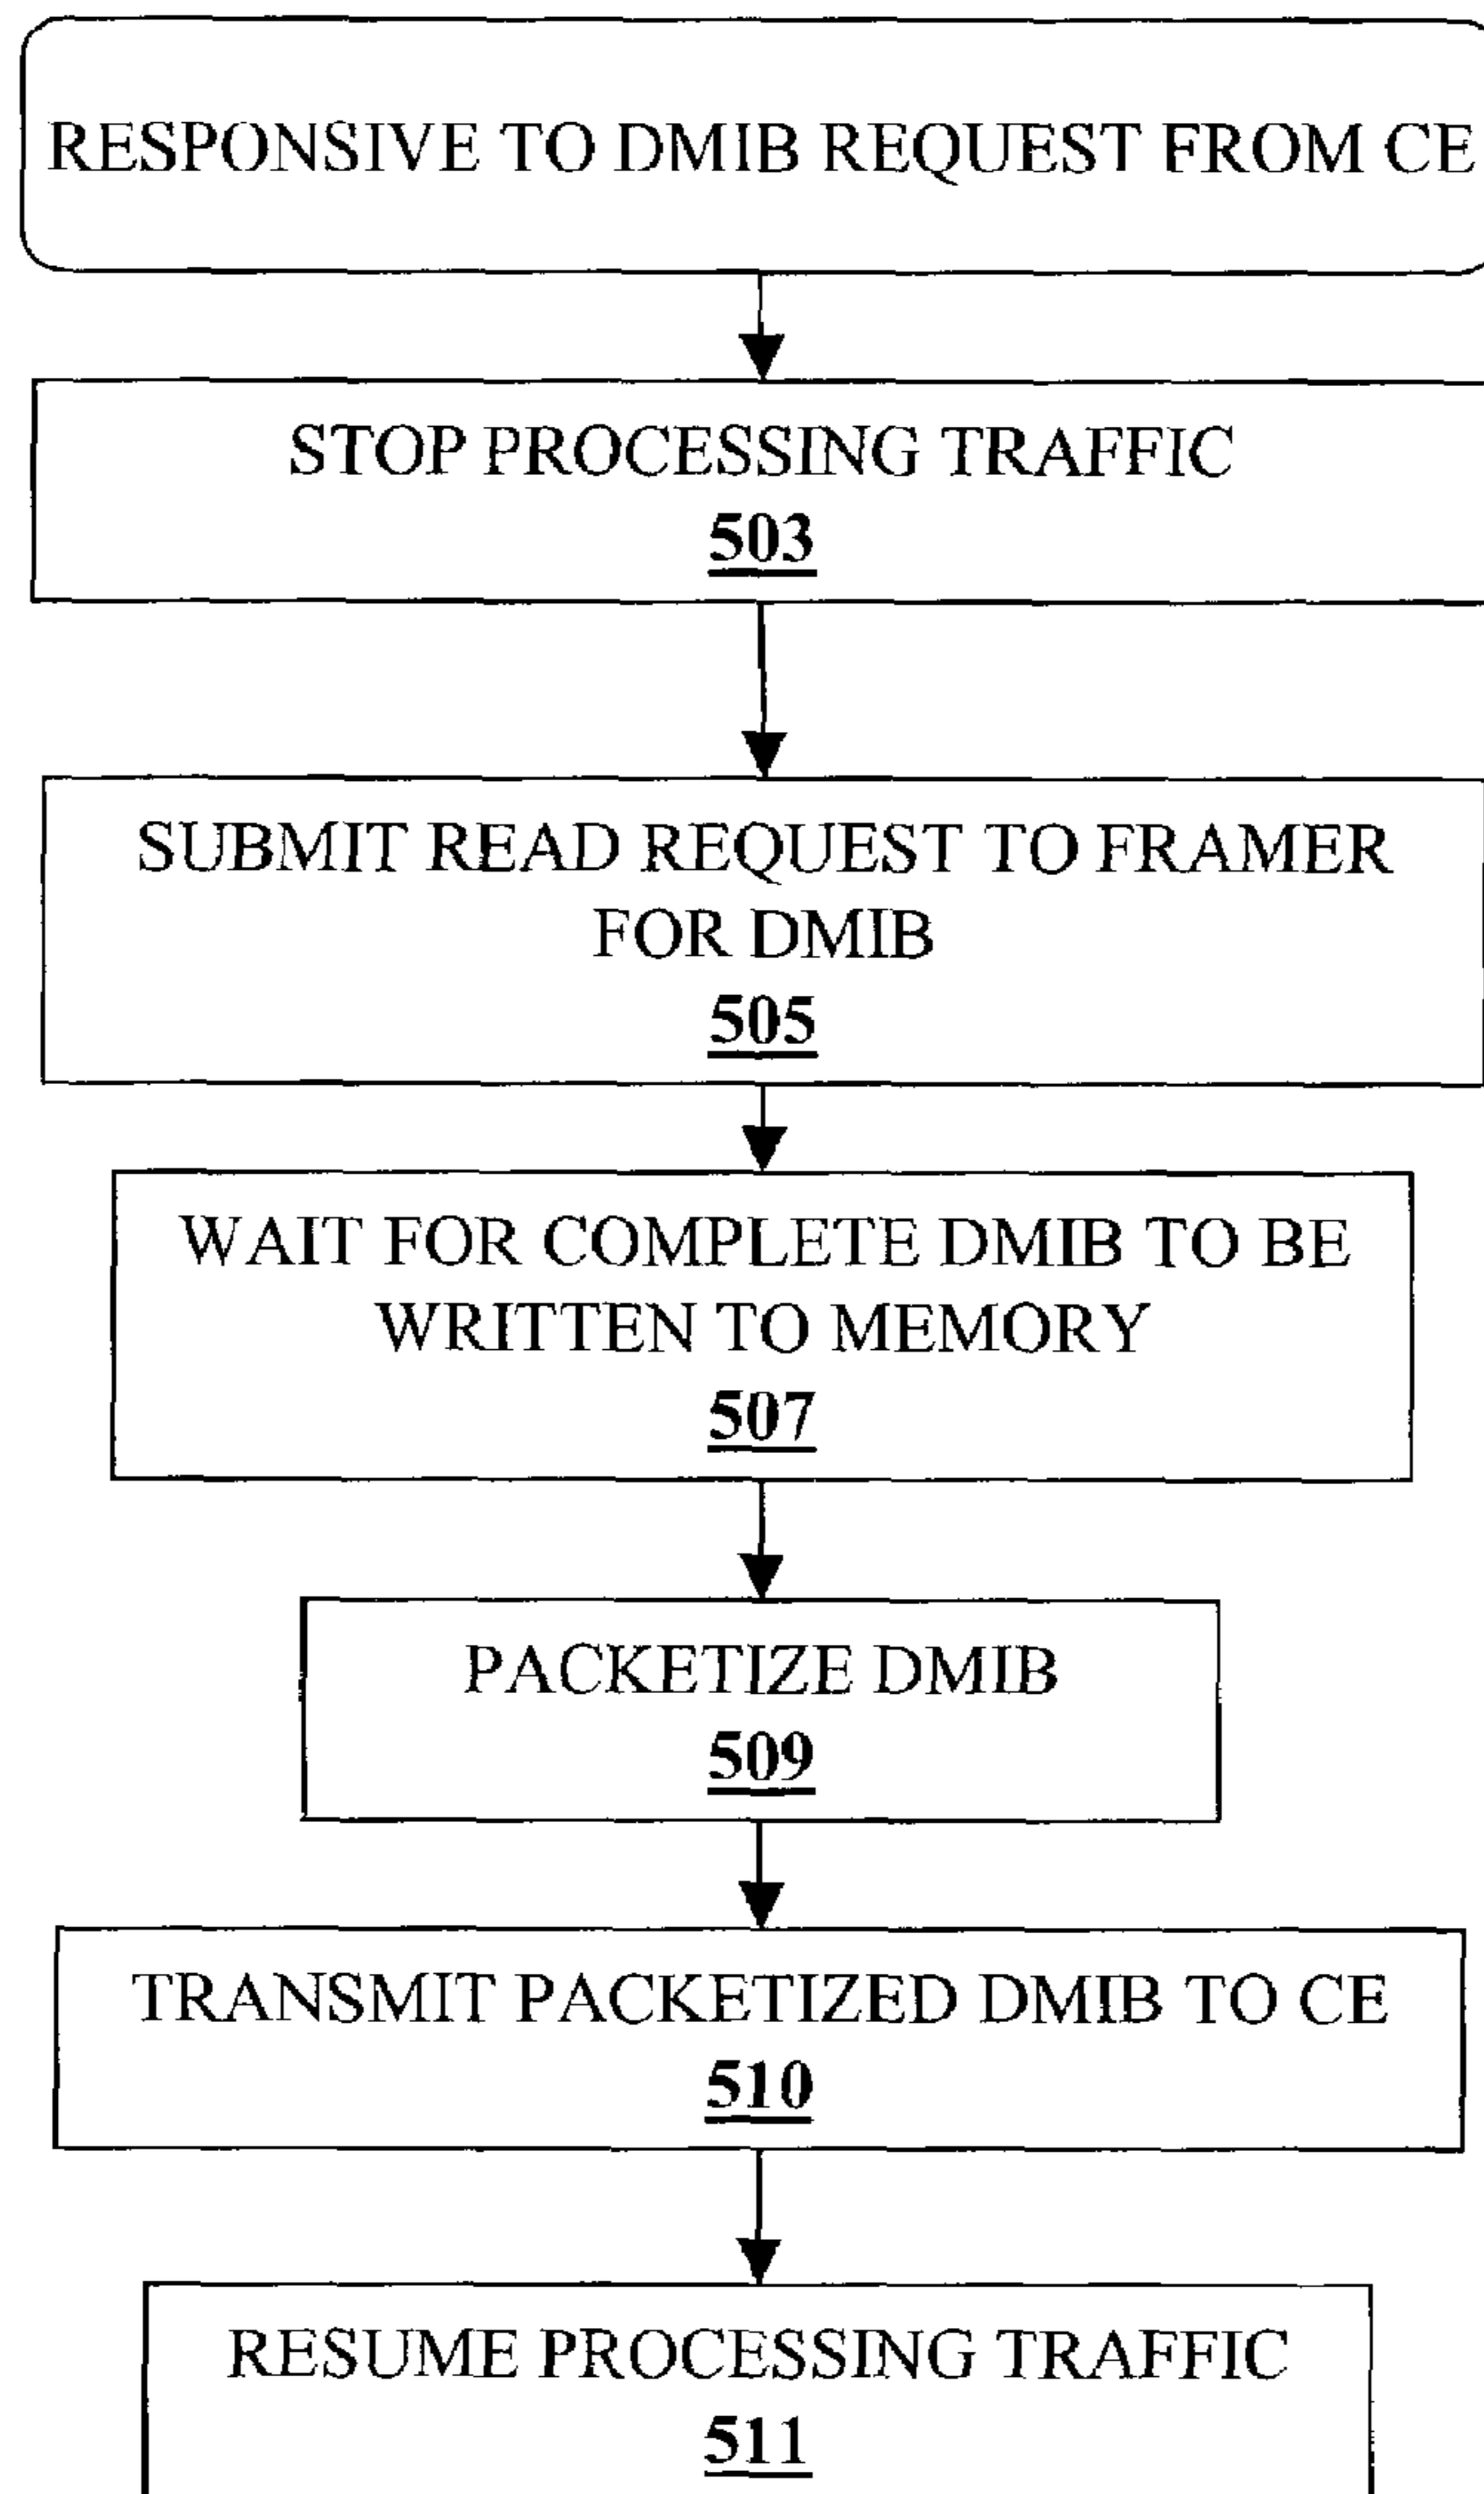 RESPONSIVE TO DMIB REQUEST FROM CE
STOP PROCESSING TRAFFIC
503
SUBMIT READ REQUEST TO FRAMER
FOR DMIB
505
WAIT FOR COMPLETE DMIB TO BE
WRITTEN TO MEMORY
507
PACKETIZE DMIB
509
TRANSMIT PACKETIZED DMIB TO CE
510
RESUME PROCESSING TRAFFIC
511